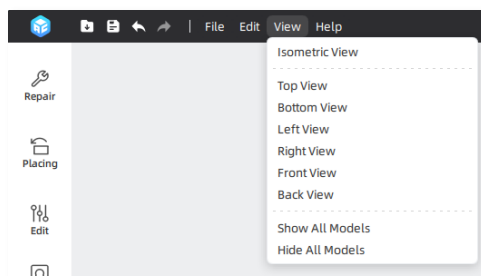 File Edit View Help
Isometric View
Top View
Bottom View
Left View
Right View
Front View
Back View
Show All Models
Hide All Models
Repair
Placing
Edit